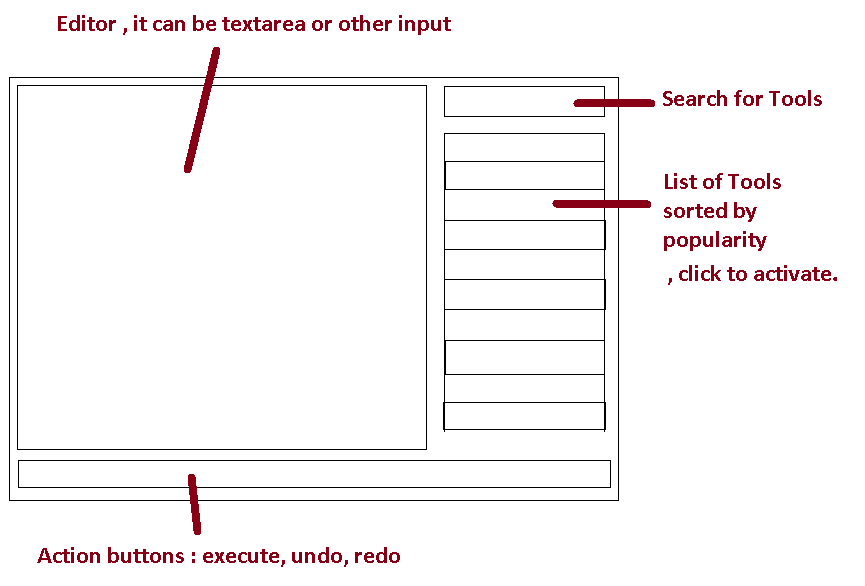 Editor , it can be textarea or other input
Search for Tools
List of Tools
sorted by
popularity
, click to activate.
Action buttons : execute, undo, redo